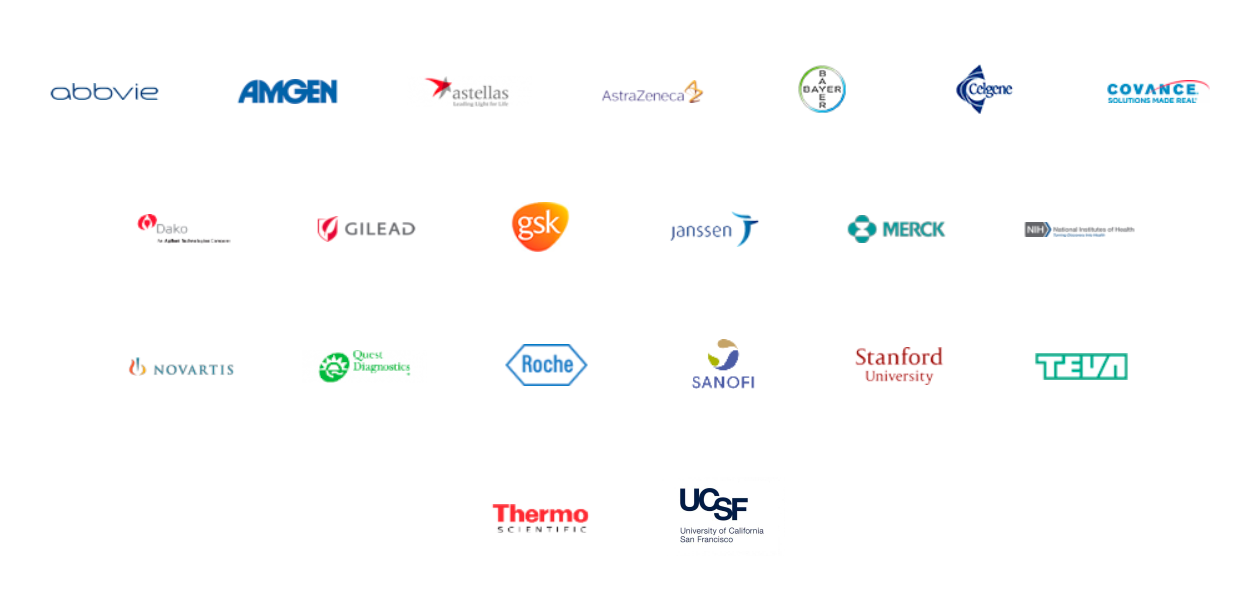 abbvie
AMGEN
astellas
Leading Light for Life
AstraZeneca
BAYER
BAYER
Celgene
COVANCE
SOLUTIONS MADE REAL
Dako
An Agilent Technologies Company
GILEAD
gsk
janssen
MERCK
NIH National Institutes of Health
Turning Discovery Into Health
NOVARTIS
Quest
Diagnostics
Roche
SANOFI
Stanford
University
TEVA
Thermo
SCIENTIFIC
UCSF
University of California
San Francisco